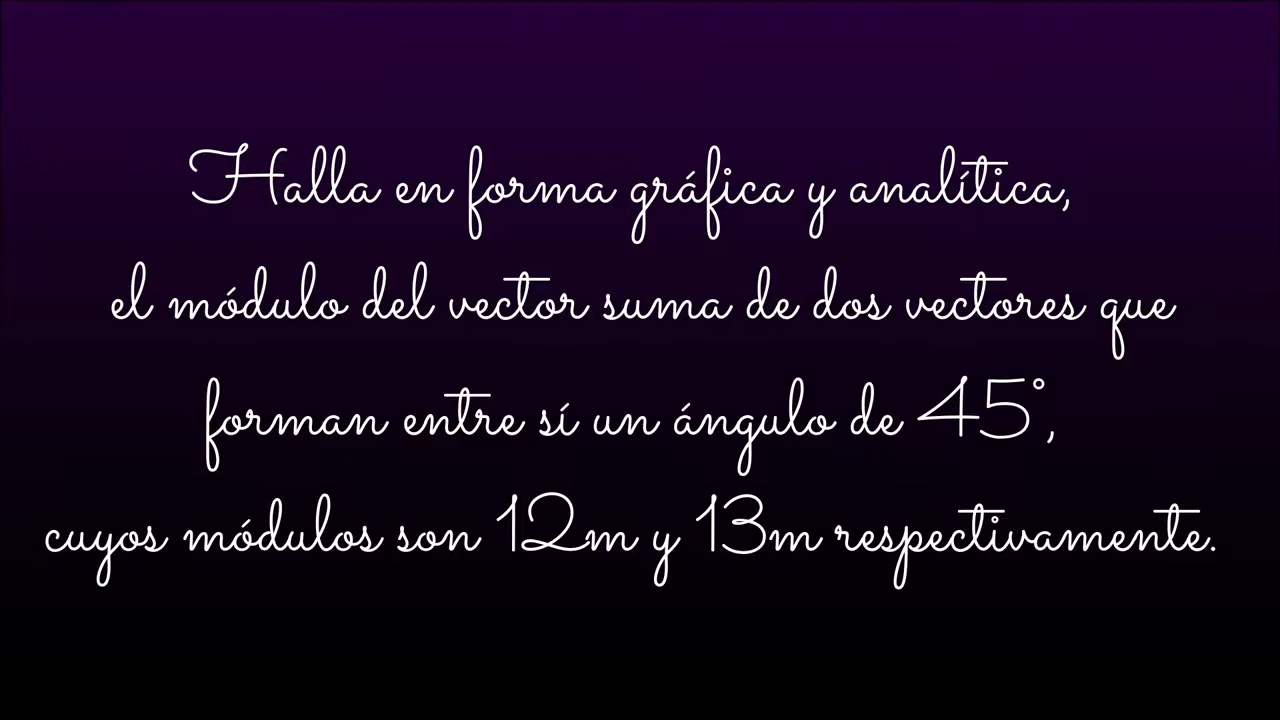 Halla en forma gráfica y analítica,
el módulo del vector suma de dos vectores que
forman entre sí un ángulo de 45°,
cuyos módulos son 12m y 13m respectivamente.